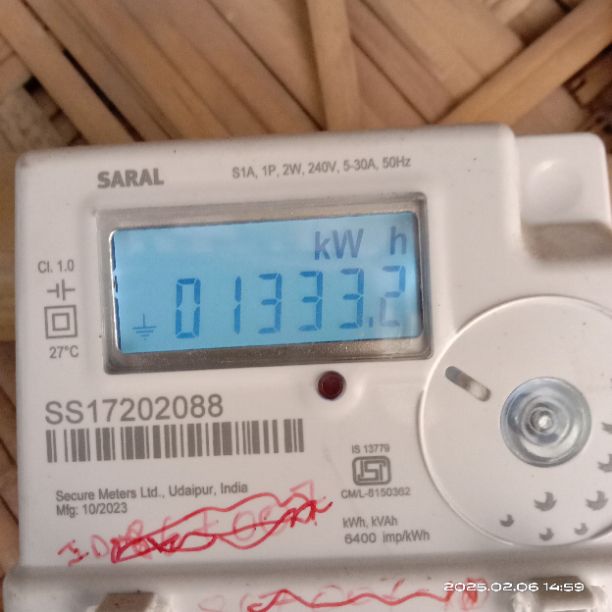 SARAL
S1A, 1P, 2W, 240V, 5-30A, 50Hz
kW h
01333.2
Cl. 1.0
27°C
SS17202088
IS 13779
CM/L-8150362
Secure Meters Ltd., Udaipur, India
Mfg: 10/2023
kWh, kVAh
6400 imp/kWh
2025.02.06 14:59